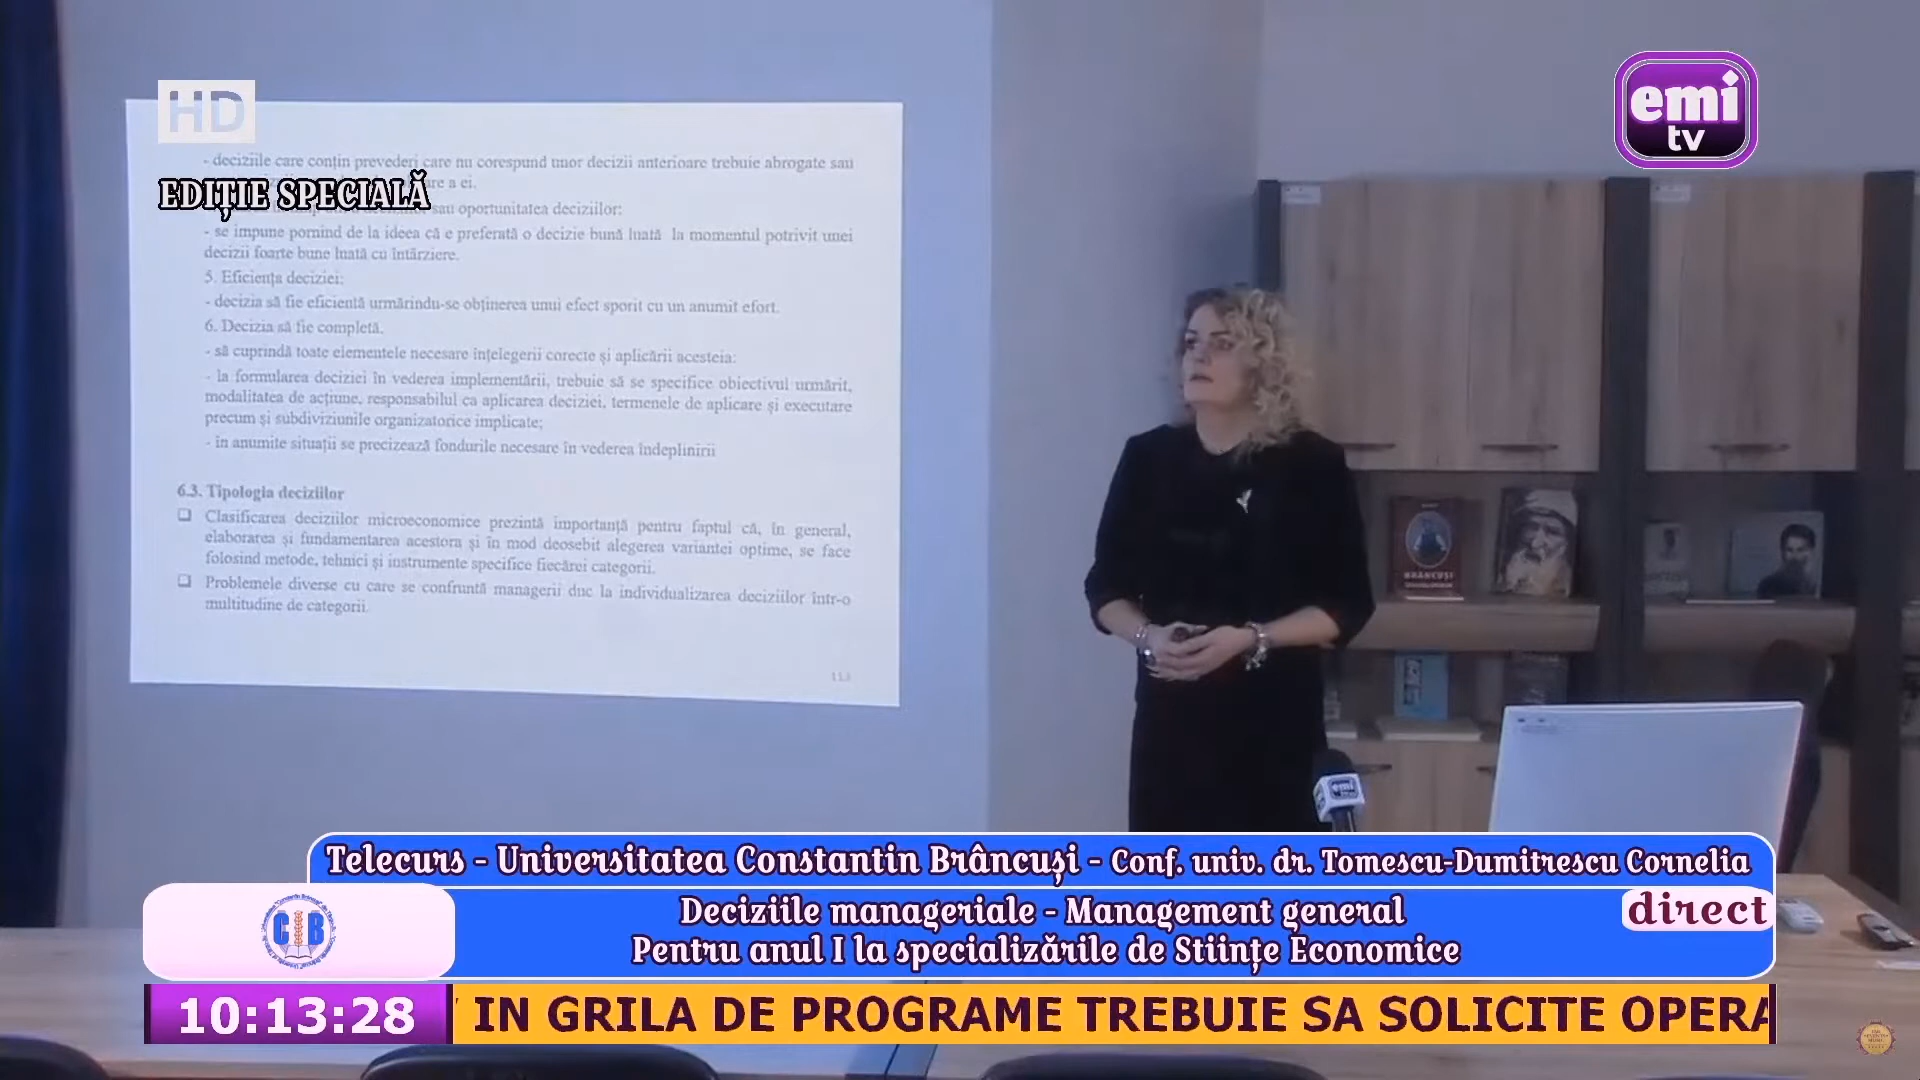 HD
emi
tv
- deciziile care conțin prevederi care nu corespund unor decizii anterioare trebuie abrogate sau
EDIȚIE SPECIALĂ
are a ei.
sau oportunitatea deciziilor:
- se impune pornind de la ideea că e preferată o decizie bună luată la momentul potrivit unei
decizii foarte bune luată cu întârziere.
5. Eficiența deciziei:
- decizia să fie eficientă urmărindu-se obținerea unui efect sporit cu un anumit efort.
6. Decizia să fie completă.
- să cuprindă toate elementele necesare înțelegerii corecte și aplicării acesteia:
- la formularea deciziei în vederea implementării, trebuie să se specifice obiectivul urmărit,
modalitatea de acțiune, responsabilul ca aplicarea deciziei, termenele de aplicare și executare
precum și subdiviziunile organizatorice implicate;
- în anumite situații se precizează fondurile necesare în vederea îndeplinirii
6.3. Tipologia deciziilor
Clasificarea deciziilor microeconomice prezintă importanță pentru faptul că, în general,
elaborarea și fundamentarea acestora și în mod deosebit alegerea variantei optime, se face
folosind metode, tehnici și instrumente specifice fiecărei categorii.
Problemele diverse cu care se confruntă managerii duc la individualizarea deciziilor într-o
multitudine de categorii.
113
BRÂNCUȘI
emi
Telecurs - Universitatea Constantin Brâncuși - Conf. univ. dr. Tomescu-Dumitrescu Cornelia
Deciziile manageriale - Management general
direct
Pentru anul I la specializările de Stiințe Economice
CIB
10:13:28
IN GRILA DE PROGRAME TREBUIE SA SOLICITE OPERA